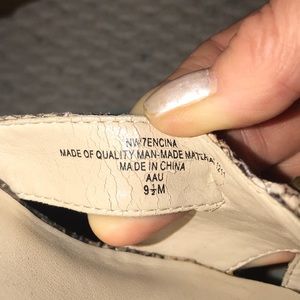 NW7ENCINA
MADE OF QUALITY MAN-MADE
MADE IN CHINA
AAU
9½M